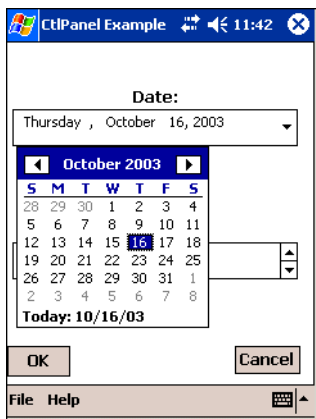 CtlPanel Example 11:42
Date:
Thursday , October 16, 2003
October 2003
S M T W T F S
28 29 30 1 2 3 4
5 6 7 8 9 10 11
12 13 14 15 16 17 18
19 20 21 22 23 24 25
26 27 28 29 30 31 1
2 3 4 5 6 7 8
Today: 10/16/03
OK Cancel
File Help